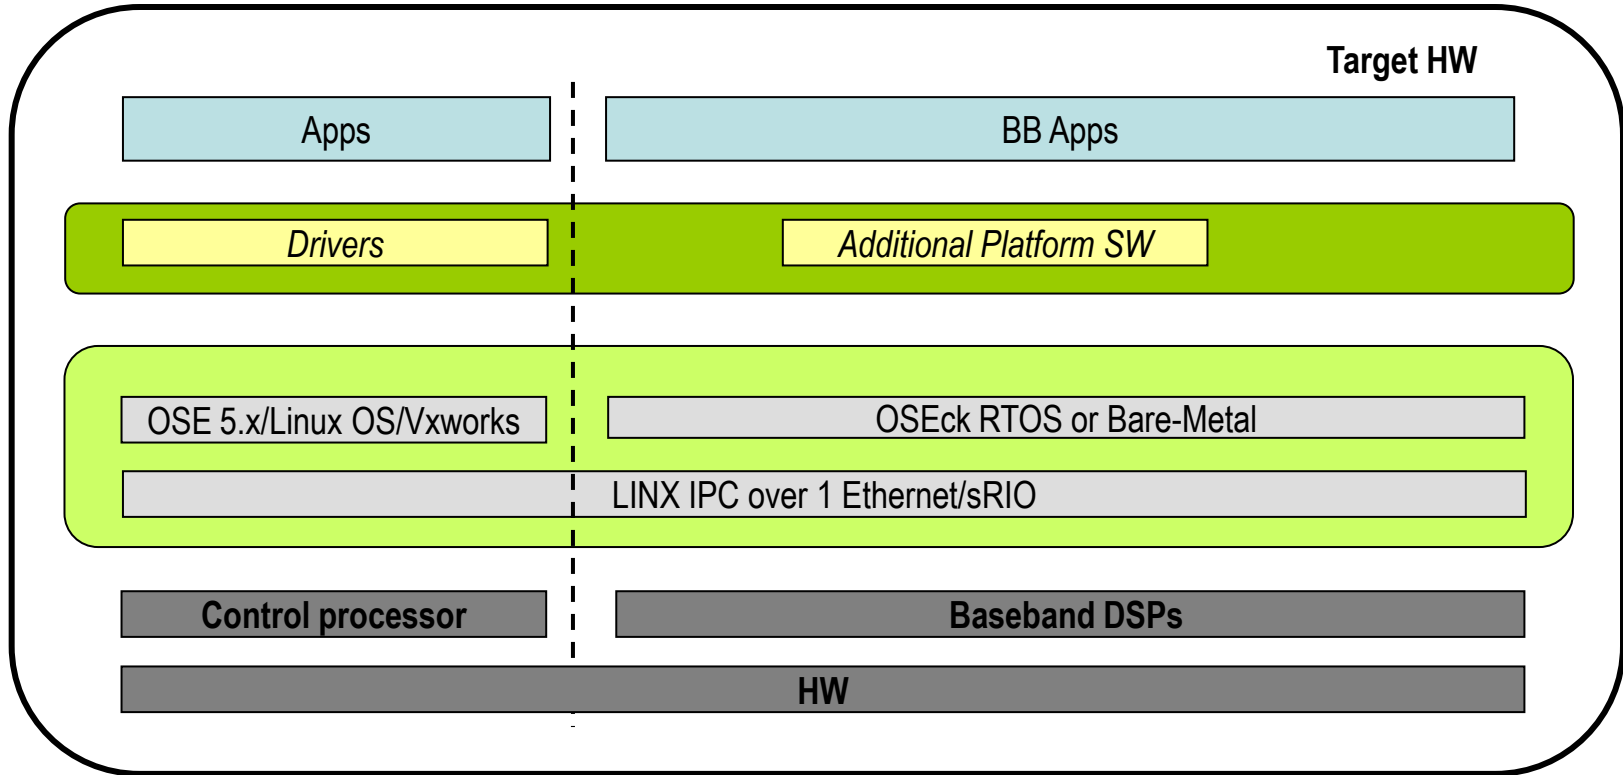 Target HW
Apps
BB Apps
Drivers
Additional Platform SW
OSE 5.x/Linux OS/Vxworks
OSEck RTOS or Bare-Metal
LINX IPC over 1 Ethernet/sRIO
Control processor
Baseband DSPs
HW